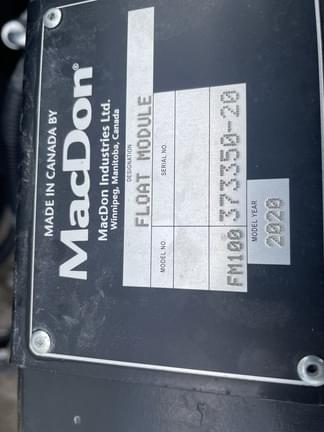 MADE IN CANADA BY
MacDon®
MacDon Industries Ltd.
Winnipeg, Manitoba, Canada
DESIGNATION
FLOAT MODULE
MODEL NO.
SERIAL NO.
FM100 373350-20
MODEL YEAR
2020